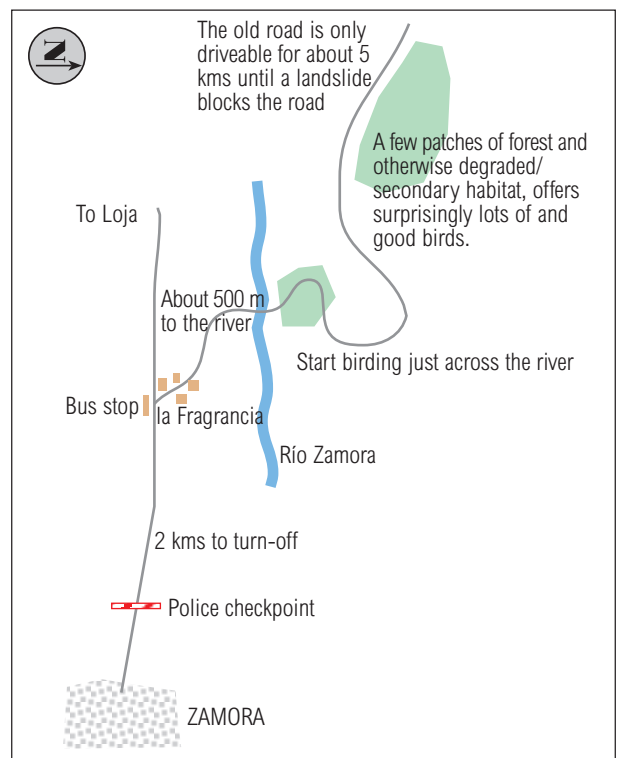 N
The old road is only
driveable for about 5
kms until a landslide
blocks the road
A few patches of forest and
otherwise degraded/
secondary habitat, offers
surprisingly lots of and
good birds.
To Loja
About 500 m
to the river
Start birding just across the river
Bus stop
la Fragrancia
Río Zamora
2 kms to turn-off
Police checkpoint
ZAMORA